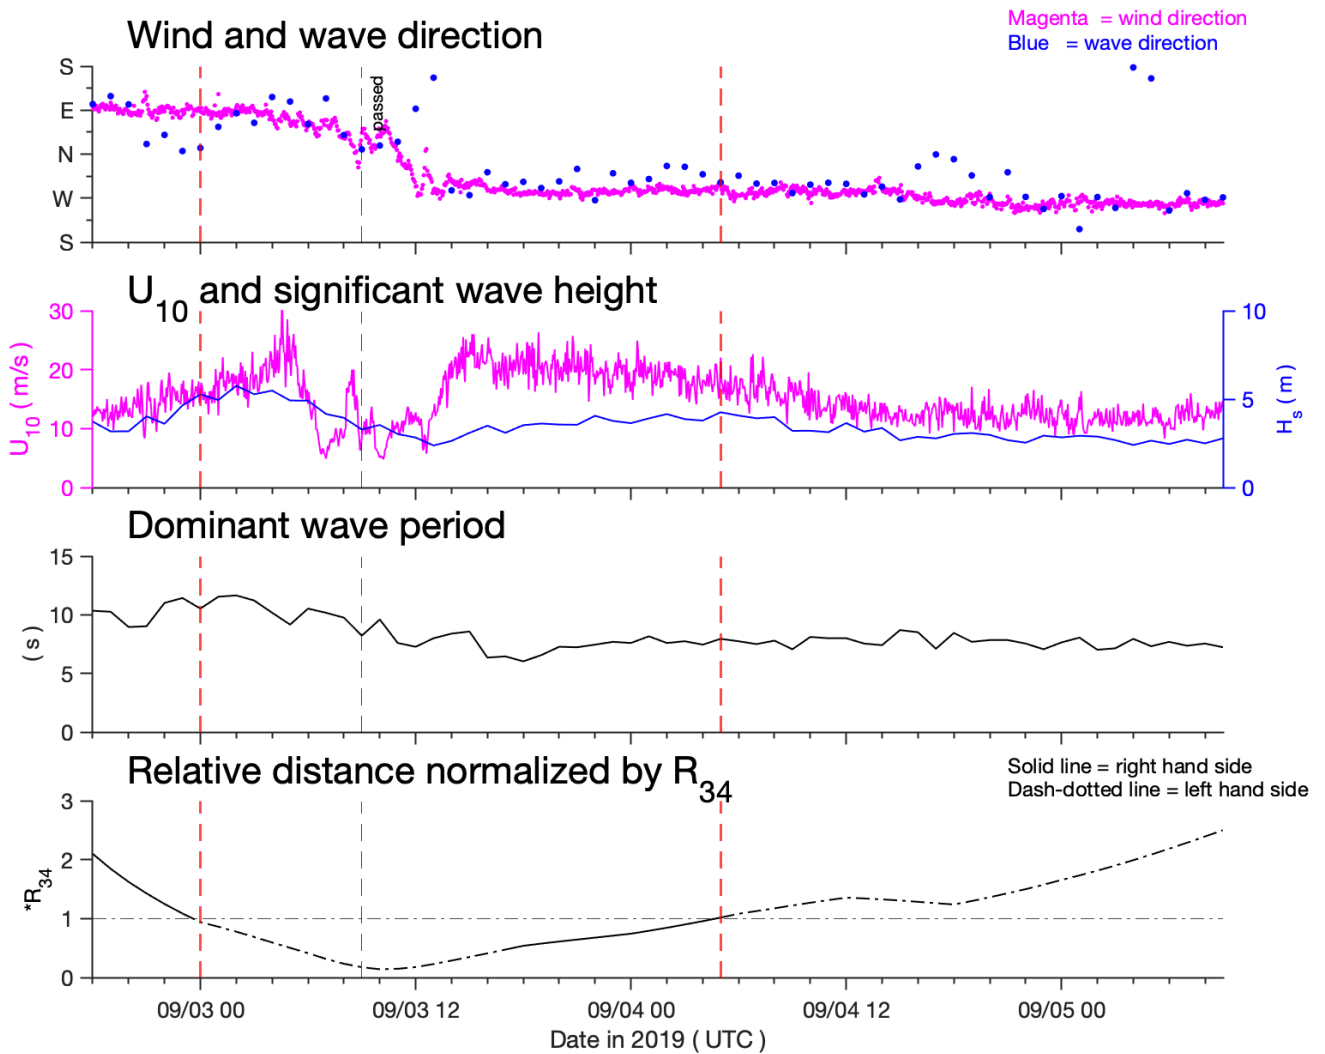 Wind and wave direction
Magenta = wind direction
Blue = wave direction
passed
S
E
N
W
S
U10 and significant wave height
30
20
10
0
U10 ( m/s )
10
5
0
Hs ( m )
Dominant wave period
15
10
5
0
( s )
Relative distance normalized by R34
Solid line = right hand side
Dash-dotted line = left hand side
3
2
1
0
*R34
09/03 00
09/03 12
09/04 00
09/04 12
09/05 00
Date in 2019 ( UTC )